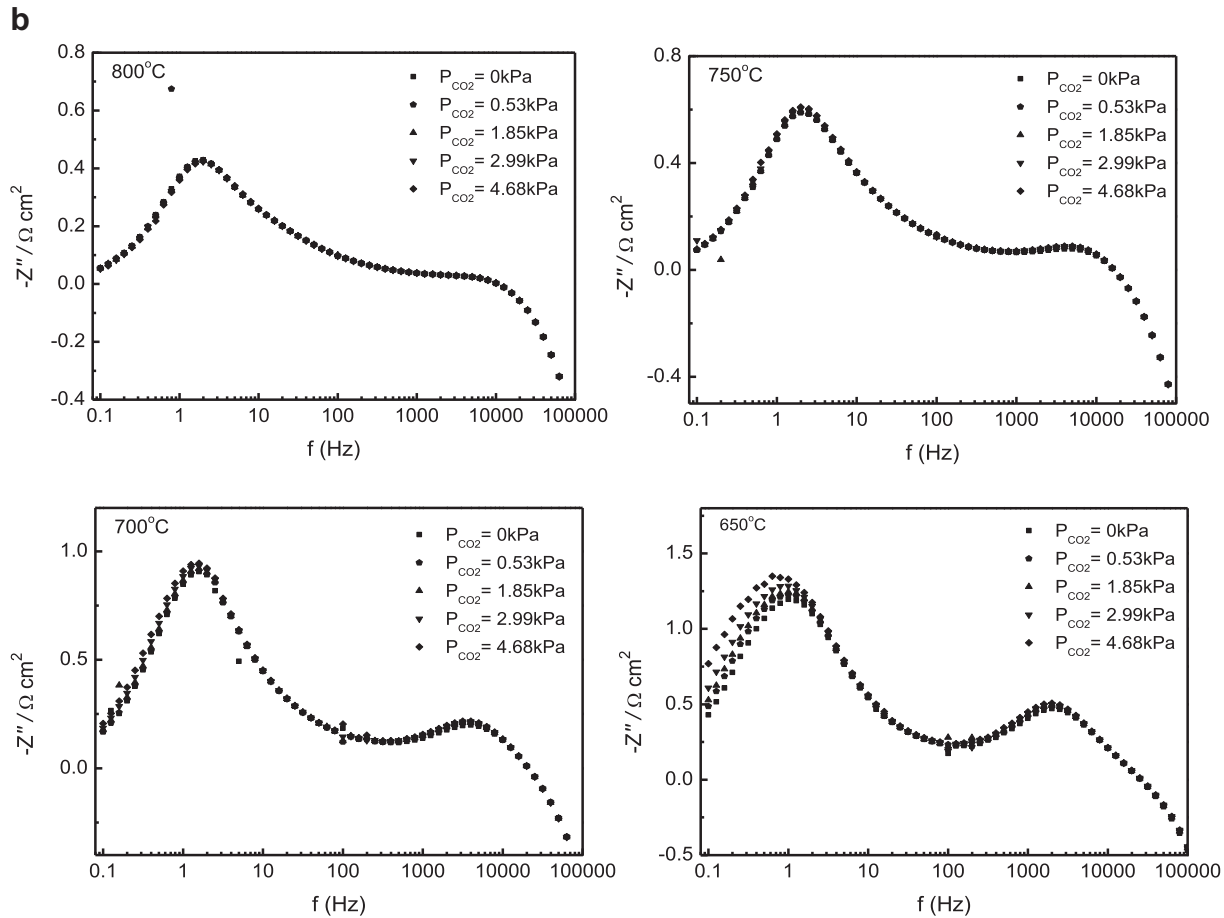 b
800°C
P_CO2 = 0kPa
P_CO2 = 0.53kPa
P_CO2 = 1.85kPa
P_CO2 = 2.99kPa
P_CO2 = 4.68kPa
0.8
0.6
0.4
0.2
0.0
-0.2
-0.4
-Z'' / Ω cm²
0.1 1 10 100 1000 10000 100000
f (Hz)
750°C
P_CO2 = 0kPa
P_CO2 = 0.53kPa
P_CO2 = 1.85kPa
P_CO2 = 2.99kPa
P_CO2 = 4.68kPa
0.8
0.4
0.0
-0.4
-Z'' / Ω cm²
0.1 1 10 100 1000 10000 100000
f (Hz)
700°C
P_CO2 = 0kPa
P_CO2 = 0.53kPa
P_CO2 = 1.85kPa
P_CO2 = 2.99kPa
P_CO2 = 4.68kPa
1.0
0.5
0.0
-Z'' / Ω cm²
0.1 1 10 100 1000 10000 100000
f (Hz)
650°C
P_CO2 = 0kPa
P_CO2 = 0.53kPa
P_CO2 = 1.85kPa
P_CO2 = 2.99kPa
P_CO2 = 4.68kPa
1.5
1.0
0.5
0.0
-0.5
-Z'' / Ω cm²
0.1 1 10 100 1000 10000 100000
f (Hz)